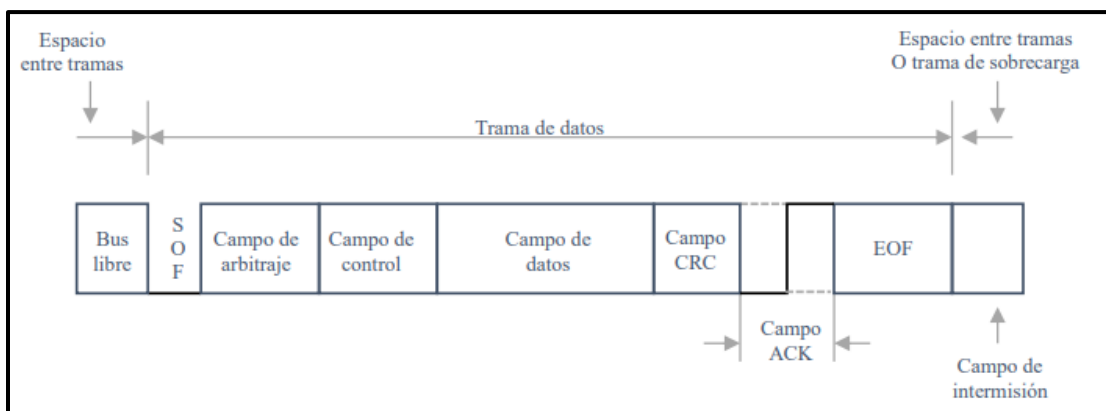 Espacio
entre tramas
Espacio entre tramas
O trama de sobrecarga
Trama de datos
Bus
libre
S
O
F
Campo de
arbitraje
Campo de
control
Campo de
datos
Campo
CRC
EOF
Campo
ACK
Campo de
intermisión